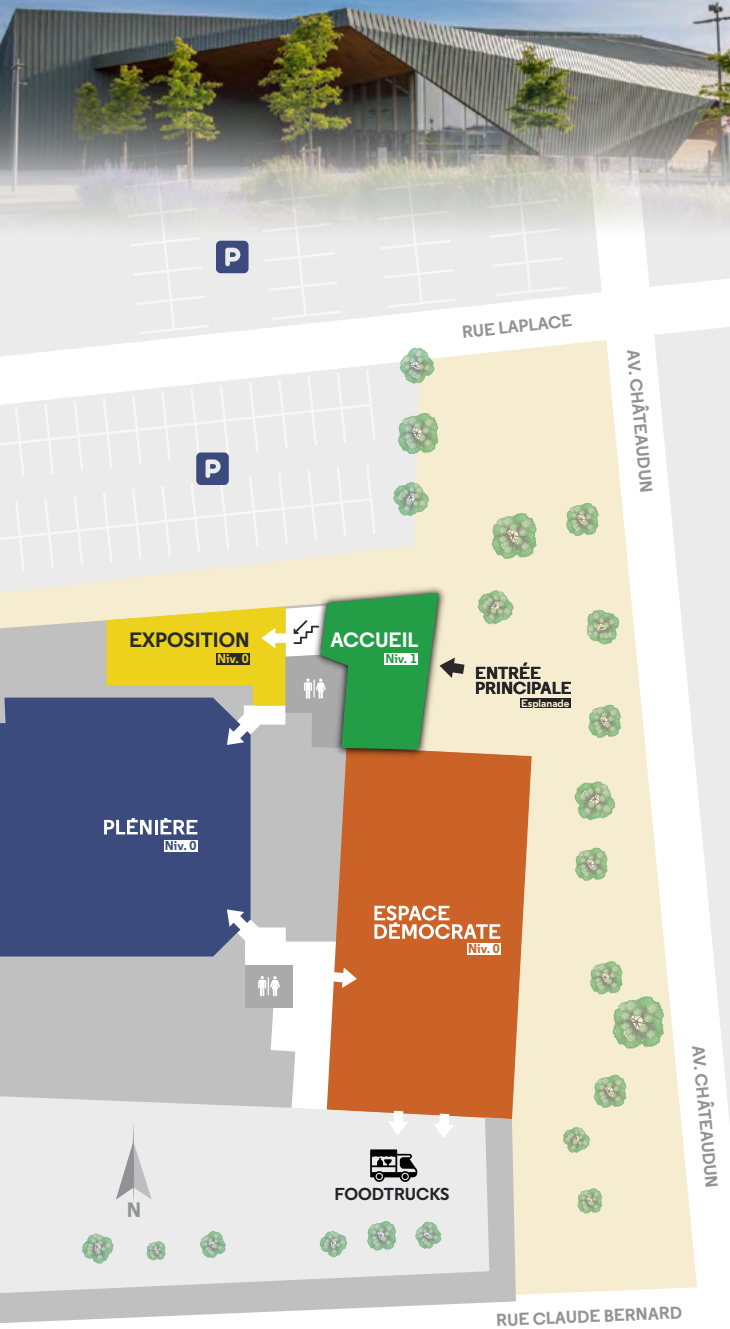 P
RUE LAPLACE
AV. CHÂTEAUDUN
P
EXPOSITION
Niv. 0
ACCUEIL
Niv. 1
ENTRÉE
PRINCIPALE
Esplanade
PLÉNIÈRE
Niv. 0
ESPACE
DÉMOCRATE
Niv. 0
AV. CHÂTEAUDUN
FOODTRUCKS
N
RUE CLAUDE BERNARD